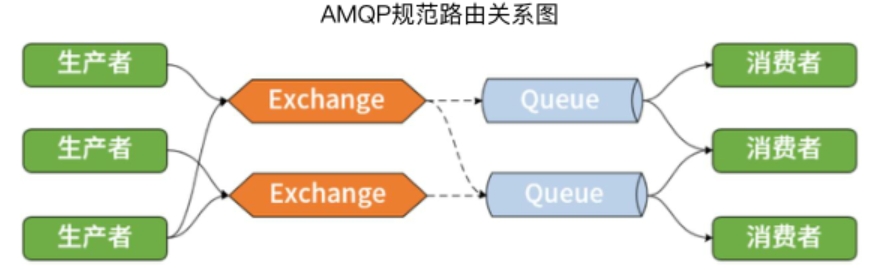 AMQP规范路由关系图
生产者
Exchange
Queue
消费者
生产者
消费者
Exchange
Queue
生产者
消费者